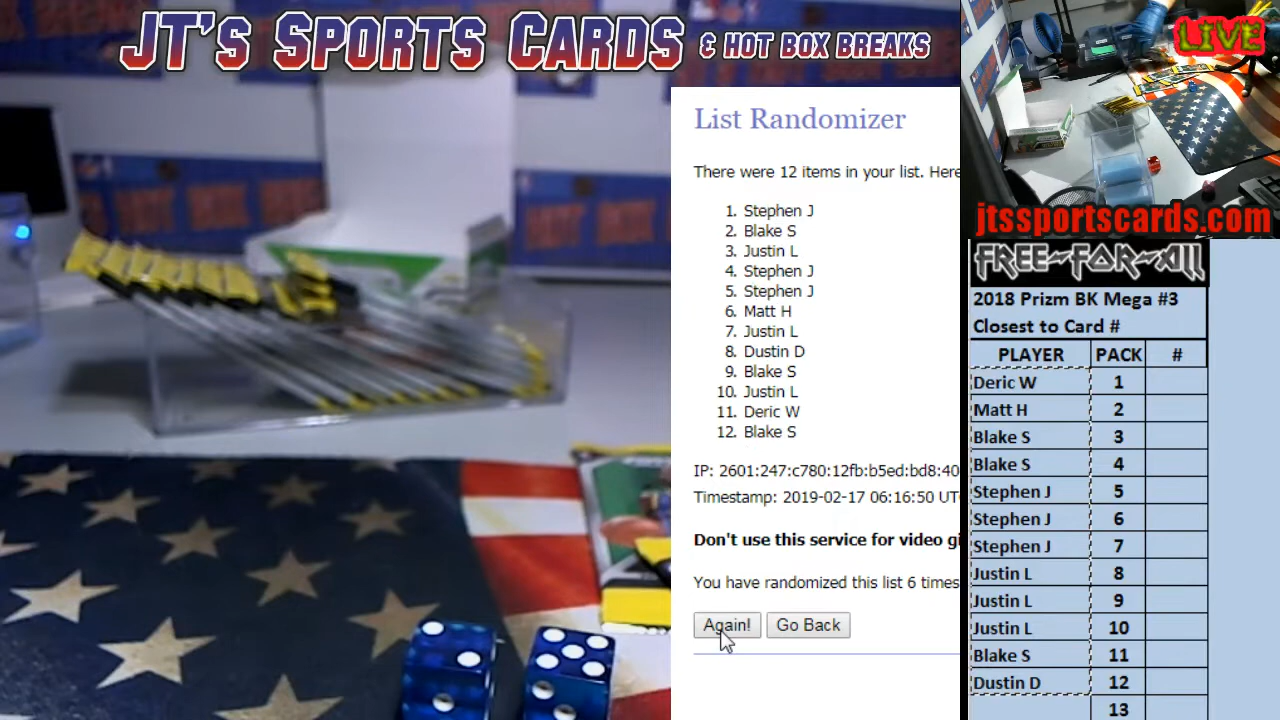 JT's Sports Cards & Hot Box Breaks
LIVE
jtssportscards.com
List Randomizer
There were 12 items in your list. Here
1. Stephen J
2. Blake S
3. Justin L
4. Stephen J
5. Stephen J
6. Matt H
7. Justin L
8. Dustin D
9. Blake S
10. Justin L
11. Deric W
12. Blake S
IP: 2601:247:c780:12fb:b5ed:bd8:40
Timestamp: 2019-02-17 06:16:50 UT
Don't use this service for video gi
You have randomized this list 6 times
Again! Go Back
FREE-FOR-ALL
2018 Prizm BK Mega #3
Closest to Card #
PLAYER PACK #
Deric W 1
Matt H 2
Blake S 3
Blake S 4
Stephen J 5
Stephen J 6
Stephen J 7
Justin L 8
Justin L 9
Justin L 10
Blake S 11
Dustin D 12
13